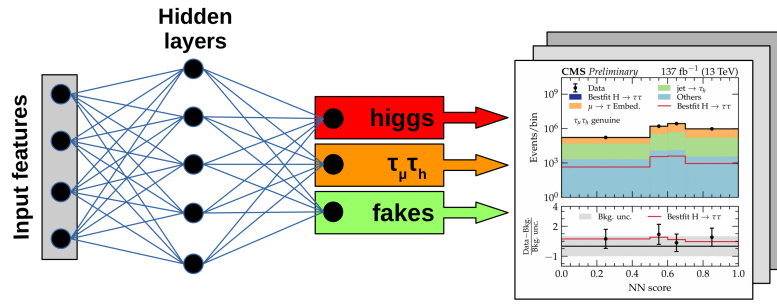 Hidden
layers
Input features
higgs
τμτh
fakes
CMS Preliminary 137 fb⁻¹ (13 TeV)
Data
Bestfit H → ττ
μ → τ Embed.
jet → τh
Others
Bestfit H → ττ
τμτh genuine
Events/bin
10⁹
10⁶
10³
10⁰
Data−Bkg.
Bkg. unc.
Bkg. unc.
Bestfit H → ττ
4
2
−1
0.0 0.2 0.4 0.6 0.8 1.0
NN score